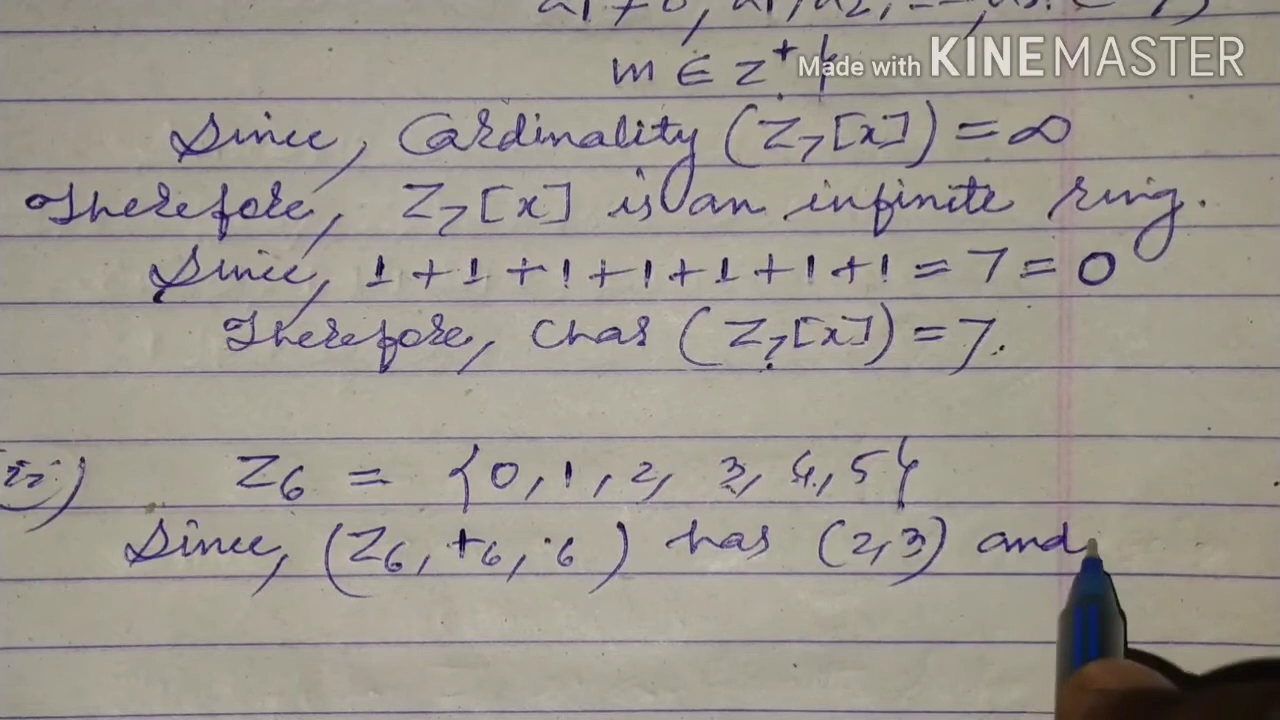 m ∈ Z⁺}
Made with KINEMASTER
Since, Cardinality (Z₇[x]) = ∞
Therefore, Z₇[x] is an infinite ring.
Since, 1+1+1+1+1+1+1 = 7 = 0
Therefore, Char (Z₇[x]) = 7.
Z₆ = {0, 1, 2, 3, 4, 5}
Since, (Z₆, +₆, ·₆) has (2,3) and